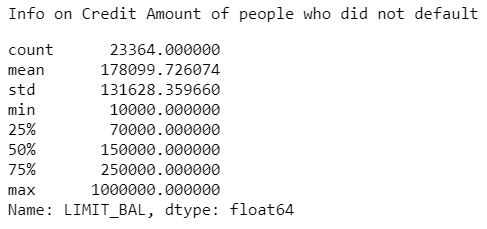 Info on Credit Amount of people who did not default
count 23364.000000
mean 178099.726074
std 131628.359660
min 10000.000000
25% 70000.000000
50% 150000.000000
75% 250000.000000
max 1000000.000000
Name: LIMIT_BAL, dtype: float64